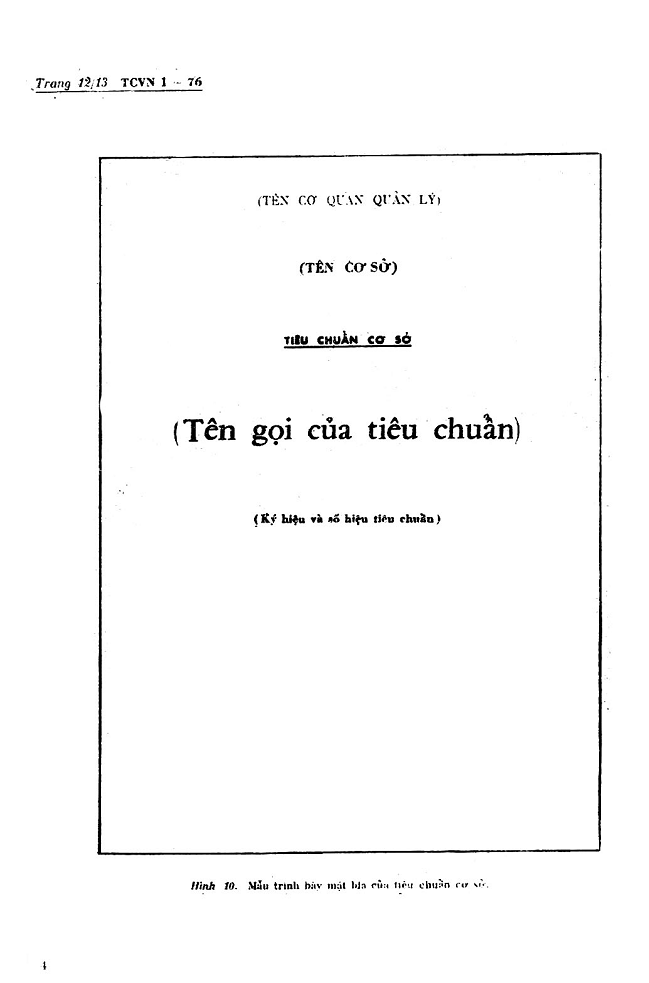 Trang 12/13 TCVN 1 - 76
(TÊN CƠ QUAN QUẢN LÝ)
(TÊN CƠ SỞ)
TIÊU CHUẨN CƠ SỞ
(Tên gọi của tiêu chuẩn)
(Ký hiệu và số hiệu tiêu chuẩn)
Hình 10. Mẫu trình bày mặt bìa của tiêu chuẩn cơ sở.